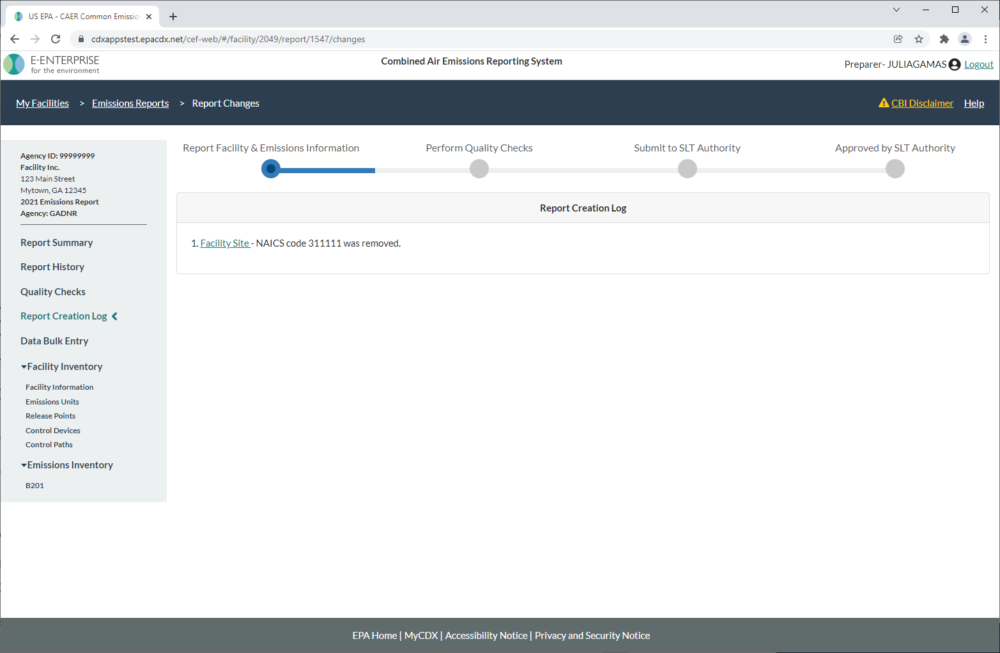 US EPA - CAER Common Emissio
cdxappstest.epacdx.net/cef-web/#/facility/2049/report/1547/changes
E-ENTERPRISE
for the environment
Combined Air Emissions Reporting System
Preparer- JULIAGAMAS Logout
My Facilities > Emissions Reports > Report Changes
CBI Disclaimer Help
Agency ID: 99999999
Facility Inc.
123 Main Street
Mytown, GA 12345
2021 Emissions Report
Agency: GADNR
Report Summary
Report History
Quality Checks
Report Creation Log
Data Bulk Entry
Facility Inventory
Facility Information
Emissions Units
Release Points
Control Devices
Control Paths
Emissions Inventory
B201
Report Facility & Emissions Information
Perform Quality Checks
Submit to SLT Authority
Approved by SLT Authority
Report Creation Log
1. Facility Site - NAICS code 311111 was removed.
EPA Home | MyCDX | Accessibility Notice | Privacy and Security Notice